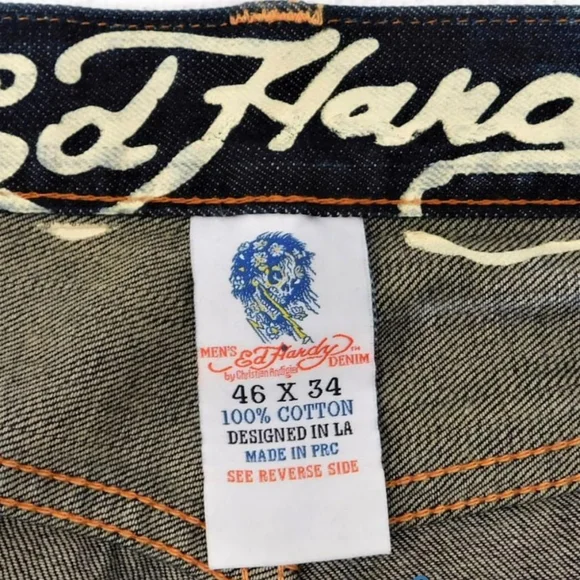 Ed Hardy
MEN'S Ed Hardy™ DENIM
by Christian Audigier
46 X 34
100% COTTON
DESIGNED IN LA
MADE IN PRC
SEE REVERSE SIDE